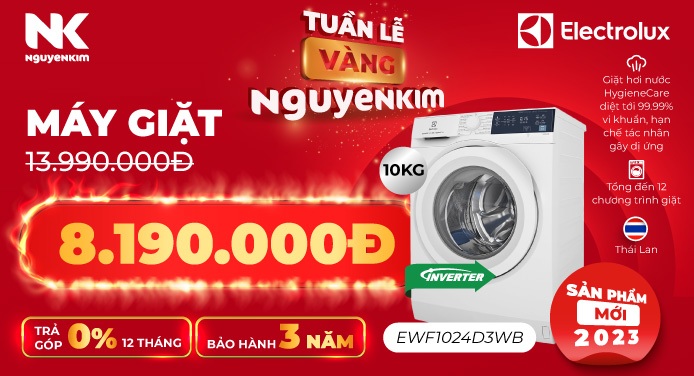 NK
NGUYENKIM
TUẦN LỄ
VÀNG
NGUYENKIM
Electrolux
MÁY GIẶT
13.990.000Đ
8.190.000Đ
TRẢ GÓP 0% 12 THÁNG
BẢO HÀNH 3 NĂM
10KG
INVERTER
EWF1024D3WB
Giặt hơi nước
HygieneCare
diệt tới 99.99%
vi khuẩn, hạn
chế tác nhân
gây dị ứng
Tổng đến 12
chương trình giặt
Thái Lan
SẢN PHẨM
MỚI
2023